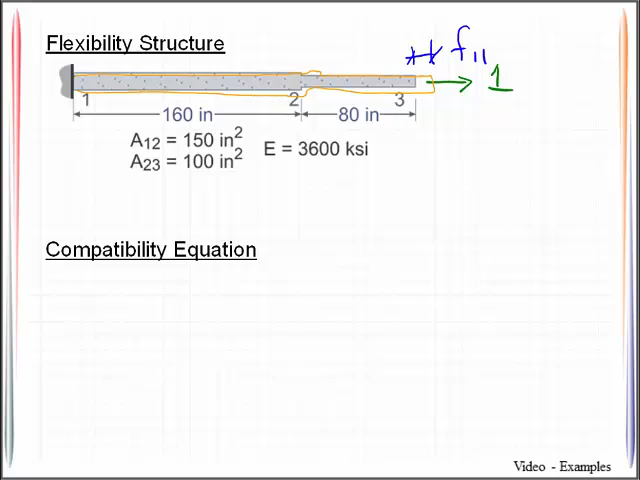 Flexibility Structure
f11
1
1 2 3
160 in 80 in
A12 = 150 in2
E = 3600 ksi
A23 = 100 in2
Compatibility Equation
Video - Examples